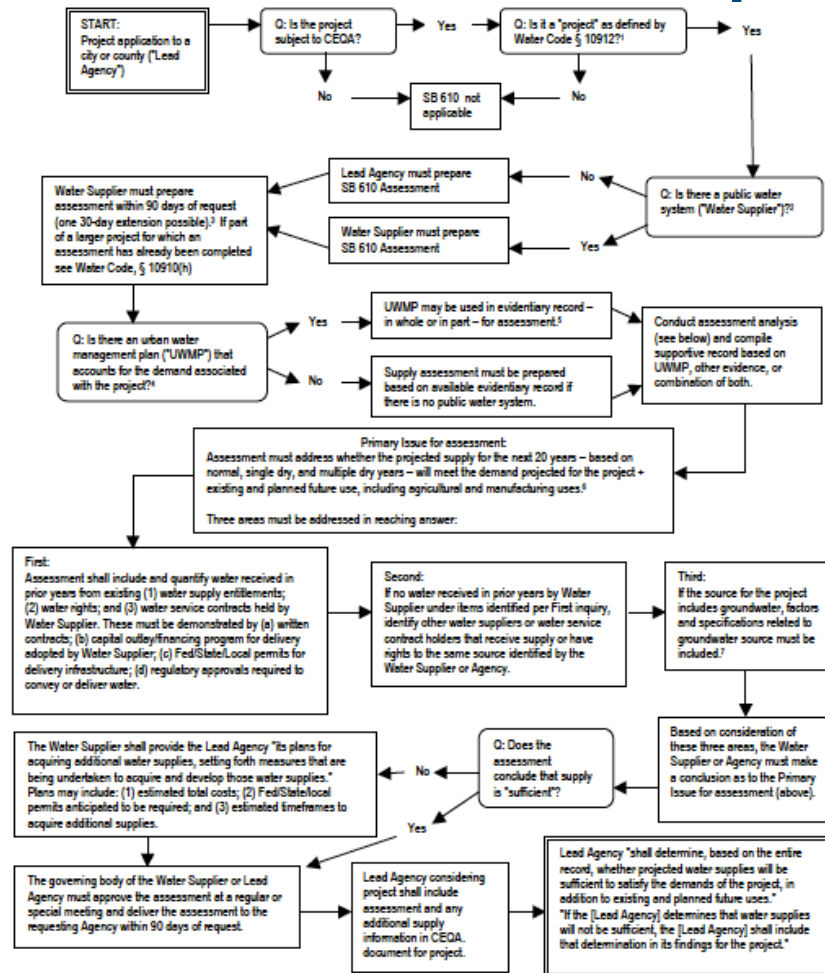 START:
Project application to a
city or county ("Lead
Agency")
Q: Is the project
subject to CEQA?
Yes
Q: Is it a "project" as defined by
Water Code § 10912?¹
Yes
No
SB 610 not
applicable
No
Lead Agency must prepare
SB 610 Assessment
No
Q: Is there a public water
system ("Water Supplier")?²
Water Supplier must prepare
assessment within 90 days of request
(one 30-day extension possible).³ If part
of a larger project for which an
assessment has already been completed
see Water Code, § 10910(h)
Water Supplier must prepare
SB 610 Assessment
Yes
Q: Is there an urban water
management plan ("UWMP") that
accounts for the demand associated
with the project?⁴
Yes
UWMP may be used in evidentiary record –
in whole or in part – for assessment.⁵
No
Supply assessment must be prepared
based on available evidentiary record if
there is no public water system.
Conduct assessment analysis
(see below) and compile
supportive record based on
UWMP, other evidence, or
combination of both.
Primary Issue for assessment:
Assessment must address whether the projected supply for the next 20 years – based on
normal, single dry, and multiple dry years – will meet the demand projected for the project +
existing and planned future use, including agricultural and manufacturing uses.⁶
Three areas must be addressed in reaching answer:
First:
Assessment shall include and quantify water received in
prior years from existing (1) water supply entitlements;
(2) water rights; and (3) water service contracts held by
Water Supplier. These must be demonstrated by (a) written
contracts; (b) capital outlay/financing program for delivery
adopted by Water Supplier; (c) Fed/State/Local permits for
delivery infrastructure; (d) regulatory approvals required to
convey or deliver water.
Second:
If no water received in prior years by Water
Supplier under items identified per First inquiry,
identify other water suppliers or water service
contract holders that receive supply or have
rights to the same source identified by the
Water Supplier or Agency.
Third:
If the source for the project
includes groundwater, factors
and specifications related to
groundwater source must be
included.⁷
Based on consideration of
these three areas, the Water
Supplier or Agency must make
a conclusion as to the Primary
Issue for assessment (above).
Q: Does the
assessment
conclude that supply
is "sufficient"?
No
The Water Supplier shall provide the Lead Agency "its plans for
acquiring additional water supplies, setting forth measures that are
being undertaken to acquire and develop those water supplies."
Plans may include: (1) estimated total costs; (2) Fed/State/local
permits anticipated to be required; and (3) estimated timeframes to
acquire additional supplies.
Yes
The governing body of the Water Supplier or Lead
Agency must approve the assessment at a regular or
special meeting and deliver the assessment to the
requesting Agency within 90 days of request.
Lead Agency considering
project shall include
assessment and any
additional supply
information in CEQA.
document for project.
Lead Agency "shall determine, based on the entire
record, whether projected water supplies will be
sufficient to satisfy the demands of the project, in
addition to existing and planned future uses."
"If the [Lead Agency] determines that water supplies
will not be sufficient, the [Lead Agency] shall include
that determination in its findings for the project."